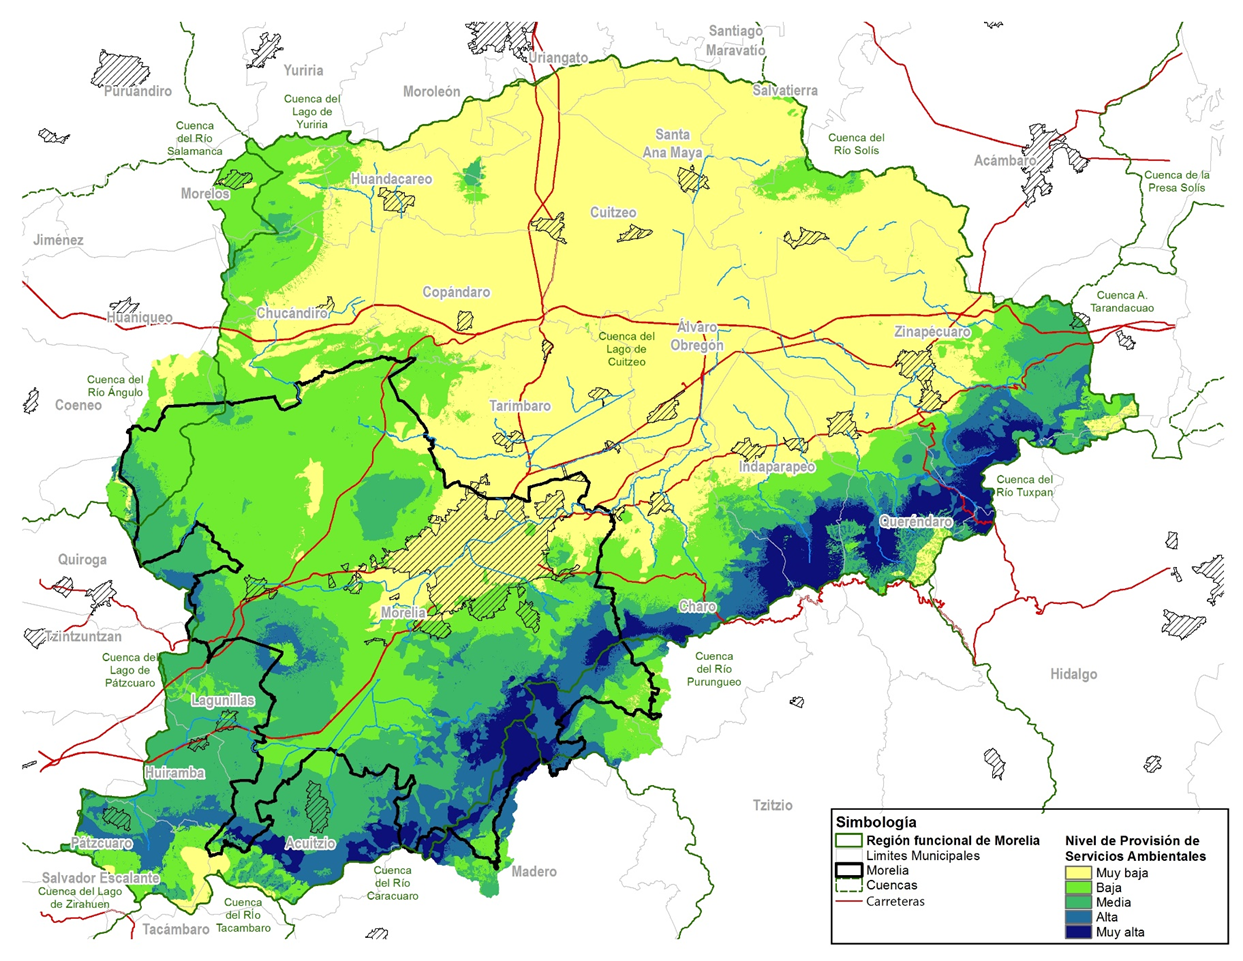 Santiago
Maravatio
Uriangato
Yuriria
Puruándiro
Moroleón
Salvatierra
Cuenca del
Lago de
Yuriria
Cuenca
del Río
Salamanca
Santa
Ana Maya
Cuenca del
Río Solís
Acámbaro
Cuenca de la
Presa Solís
Huandacareo
Morelos
Cuitzeo
Jiménez
Copándaro
Cuenca A.
Tarandacuao
Chucándiro
Huaniqueo
Álvaro
Obregón
Zinapécuaro
Cuenca del
Lago de
Cuitzeo
Cuenca del
Río Ángulo
Coeneo
Tarimbaro
Indaparapeo
Cuenca del
Río Tuxpan
Queréndaro
Quiroga
Charo
Morelia
Tzintzuntzan
Cuenca del
Lago de
Pátzcuaro
Cuenca
del Río
Purungueo
Hidalgo
Lagunillas
Huiramba
Tzitzio
Pátzcuaro
Acuítzio
Madero
Salvador Escalante
Cuenca del Lago
de Zirahuen
Cuenca
del Río
Caracuaro
Cuenca
del RÍo
Tacambaro
Tacámbaro
Simbología
Región funcional de Morelia
Limites Municipales
Morelia
Cuencas
Carreteras
Nivel de Provisión de
Servicios Ambientales
Muy baja
Baja
Media
Alta
Muy alta